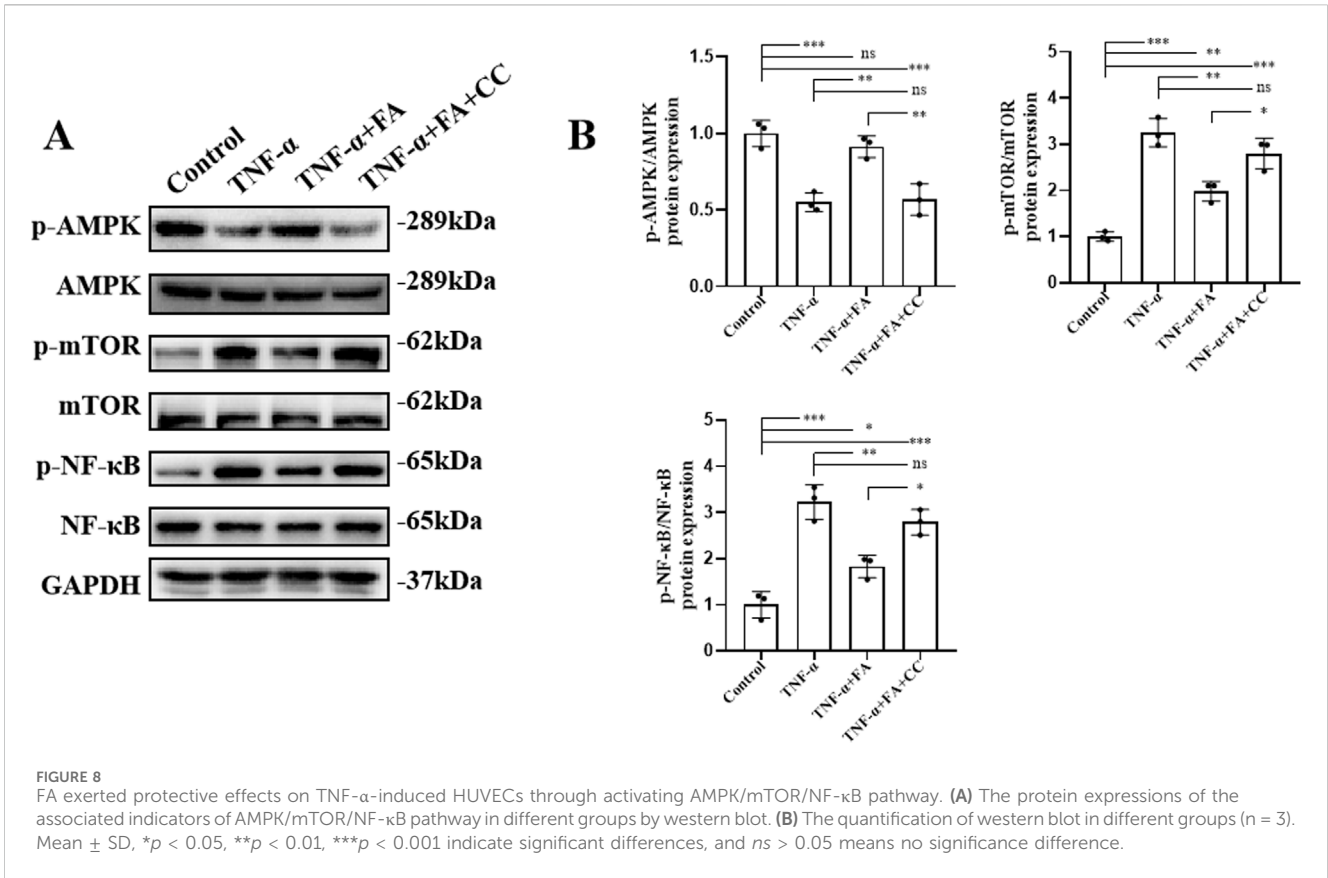 A
Control
TNF-α
TNF-α+FA
TNF-α+FA+CC
p-AMPK
-289kDa
AMPK
-289kDa
p-mTOR
-62kDa
mTOR
-62kDa
p-NF-κB
-65kDa
NF-κB
-65kDa
GAPDH
-37kDa
B
p-AMPK/AMPK
protein expression
1.5
1.0
0.5
0.0
***
ns
***
**
ns
**
Control
TNF-α
TNF-α+FA
TNF-α+FA+CC
p-mTOR/mTOR
protein expression
5
4
3
2
1
0
***
**
***
**
ns
*
Control
TNF-α
TNF-α+FA
TNF-α+FA+CC
p-NF-κB/NF-κB
protein expression
5
4
3
2
1
0
***
*
***
**
ns
*
Control
TNF-α
TNF-α+FA
TNF-α+FA+CC
FIGURE 8
FA exerted protective effects on TNF-α-induced HUVECs through activating AMPK/mTOR/NF-κB pathway. (A) The protein expressions of the
associated indicators of AMPK/mTOR/NF-κB pathway in different groups by western blot. (B) The quantification of western blot in different groups (n = 3).
Mean ± SD, *p < 0.05, **p < 0.01, ***p < 0.001 indicate significant differences, and ns > 0.05 means no significance difference.